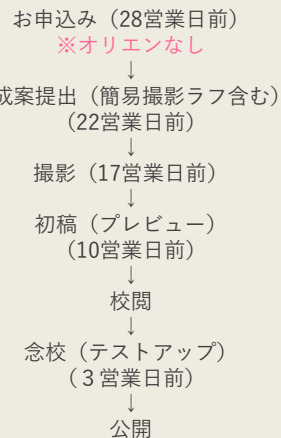 お申込み（28営業日前）
※オリエンなし
↓
成案提出（簡易撮影ラフ含む）
（22営業日前）
↓
撮影（17営業日前）
↓
初稿（プレビュー）
（10営業日前）
↓
校閲
↓
念校（テストアップ）
（３営業日前）
↓
公開